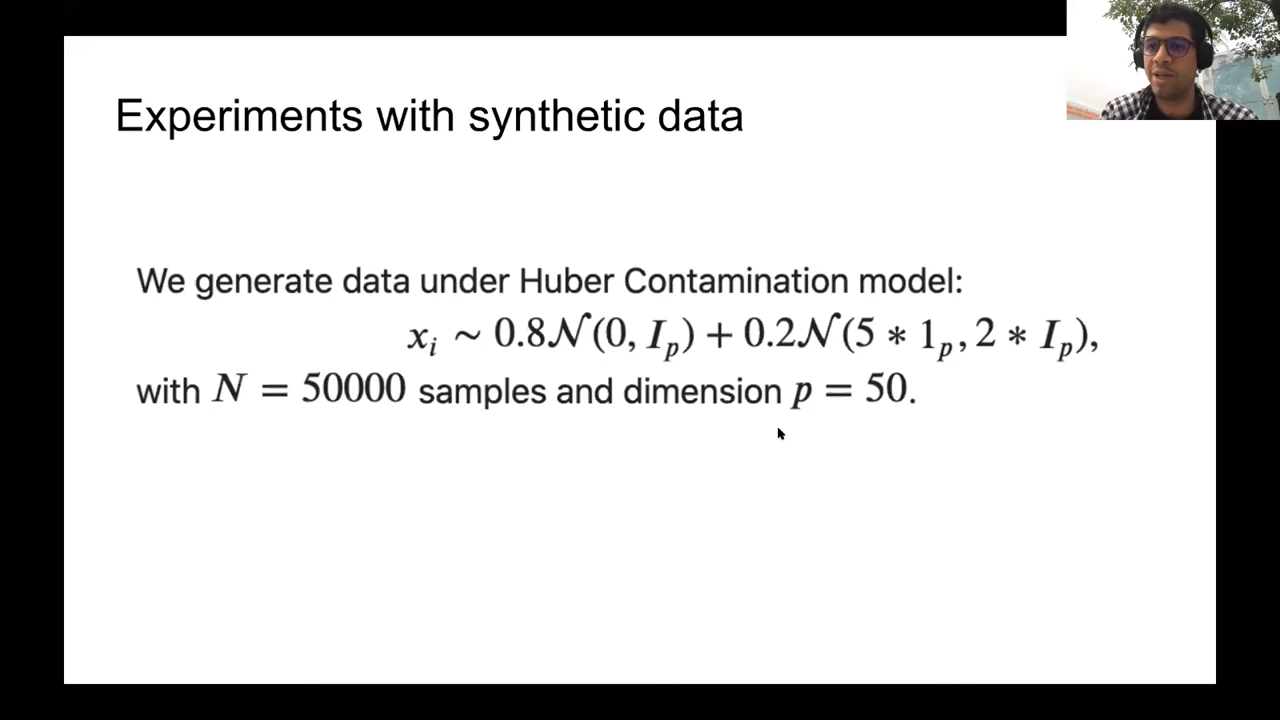 Experiments with synthetic data
We generate data under Huber Contamination model:
xᵢ ~ 0.8𝒩(0, Iₚ) + 0.2𝒩(5 * 1ₚ, 2 * Iₚ),
with N = 50000 samples and dimension p = 50.